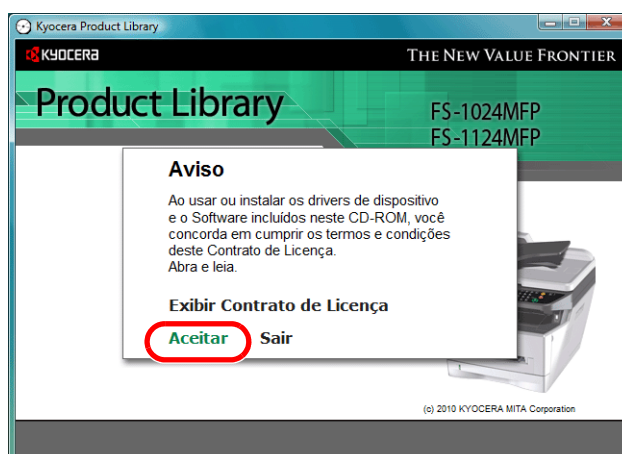 Kyocera Product Library
KYOCERA
THE NEW VALUE FRONTIER
Product Library
FS-1024MFP
FS-1124MFP
Aviso
Ao usar ou instalar os drivers de dispositivo
e o Software incluídos neste CD-ROM, você
concorda em cumprir os termos e condições
deste Contrato de Licença.
Abra e leia.
Exibir Contrato de Licença
Aceitar Sair
(c) 2010 KYOCERA MITA Corporation